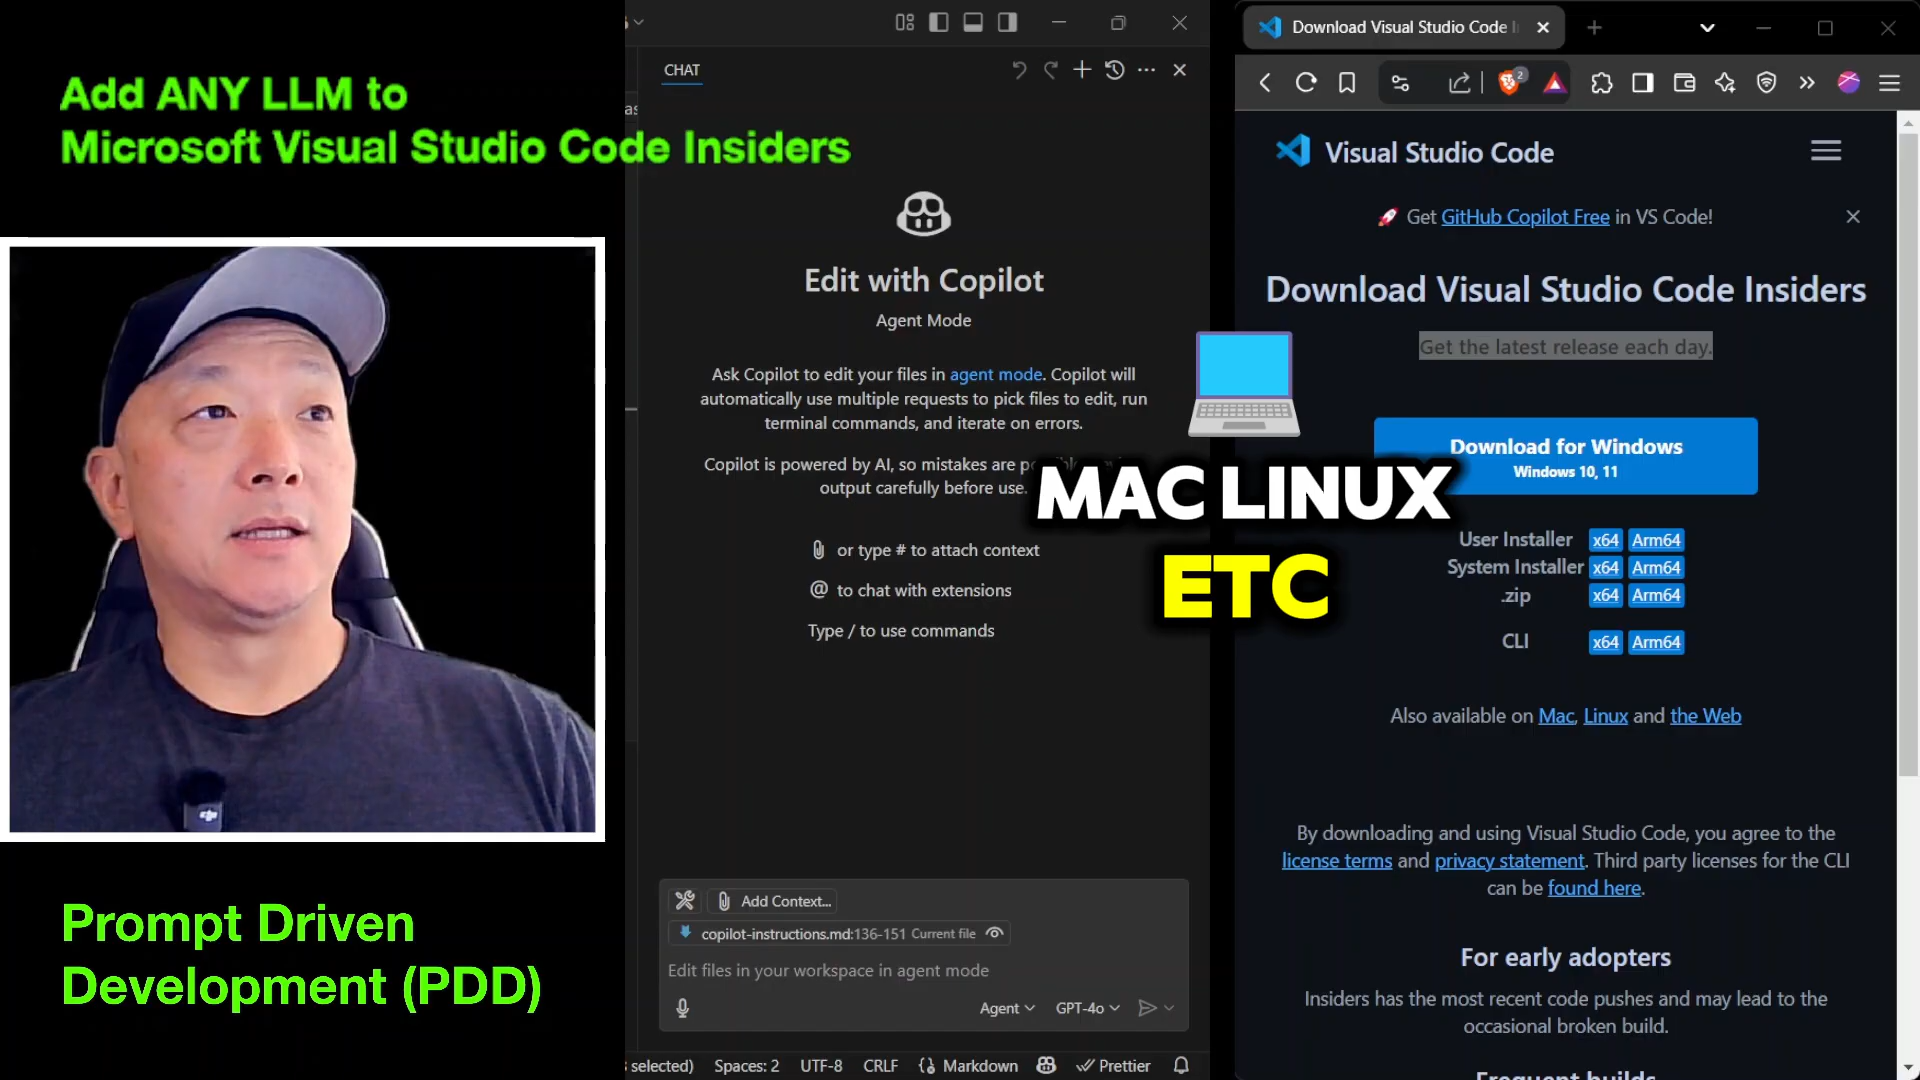 Add ANY LLM to
Microsoft Visual Studio Code Insiders
Prompt Driven
Development (PDD)
CHAT
Edit with Copilot
Agent Mode
Ask Copilot to edit your files in agent mode. Copilot will
automatically use multiple requests to pick files to edit, run
terminal commands, and iterate on errors.
Copilot is powered by AI, so mistakes are
output carefully before use.
or type # to attach context
@ to chat with extensions
Type / to use commands
Add Context...
copilot-instructions.md:136-151 Current file
Edit files in your workspace in agent mode
Agent GPT-4o
selected) Spaces: 2 UTF-8 CRLF Markdown Prettier
MAC LINUX
ETC
Download Visual Studio Code
2
Visual Studio Code
Get GitHub Copilot Free in VS Code!
Download Visual Studio Code Insiders
Get the latest release each day.
Download for Windows
Windows 10, 11
User Installer x64 Arm64
System Installer x64 Arm64
.zip x64 Arm64
CLI x64 Arm64
Also available on Mac, Linux and the Web
By downloading and using Visual Studio Code, you agree to the
license terms and privacy statement. Third party licenses for the CLI
can be found here.
For early adopters
Insiders has the most recent code pushes and may lead to the
occasional broken build.
Frequent builds